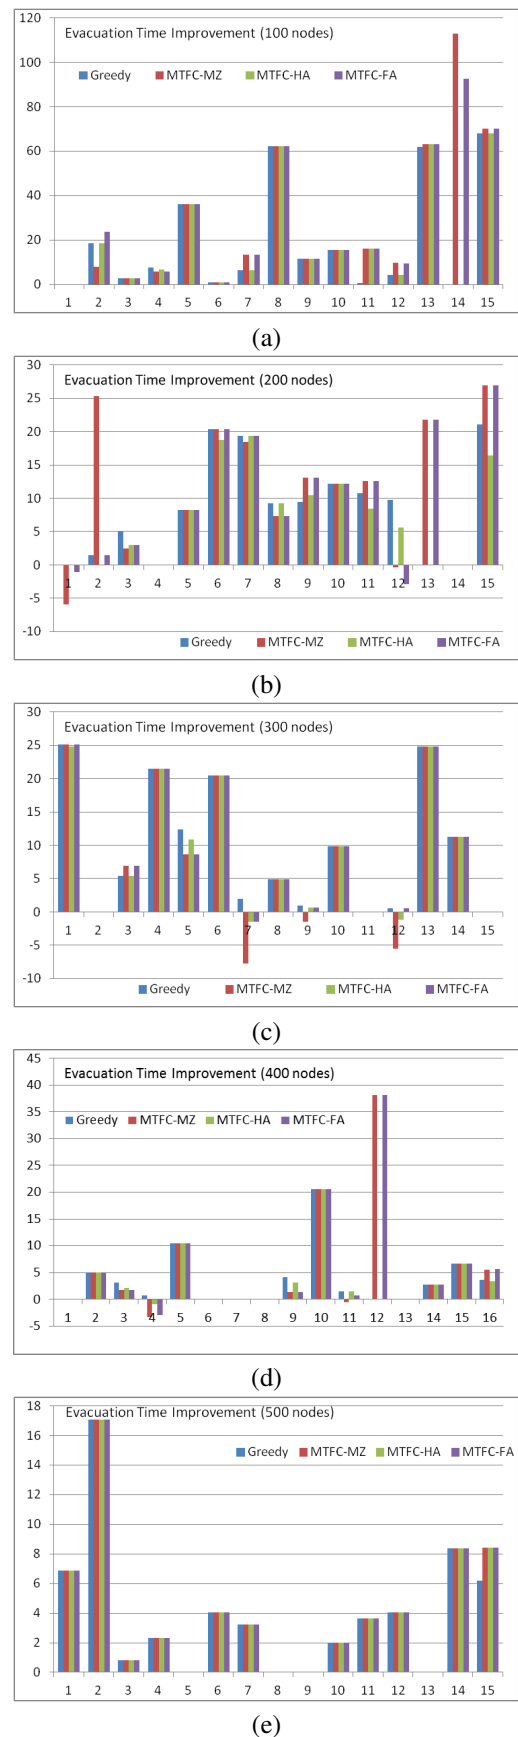 Evacuation Time Improvement (100 nodes)
Greedy MTFC-MZ MTFC-HA MTFC-FA
120
100
80
60
40
20
0
1 2 3 4 5 6 7 8 9 10 11 12 13 14 15
(a)
Evacuation Time Improvement (200 nodes)
30
25
20
15
10
5
0
-5
-10
1 2 3 4 5 6 7 8 9 10 11 12 13 14 15
Greedy MTFC-MZ MTFC-HA MTFC-FA
(b)
Evacuation Time Improvement (300 nodes)
30
25
20
15
10
5
0
-5
-10
1 2 3 4 5 6 7 8 9 10 11 12 13 14 15
Greedy MTFC-MZ MTFC-HA MTFC-FA
(c)
Evacuation Time Improvement (400 nodes)
Greedy MTFC-MZ MTFC-HA MTFC-FA
45
40
35
30
25
20
15
10
5
0
-5
1 2 3 4 5 6 7 8 9 10 11 12 13 14 15 16
(d)
Evacuation Time Improvement (500 nodes)
Greedy MTFC-MZ MTFC-HA MTFC-FA
18
16
14
12
10
8
6
4
2
0
1 2 3 4 5 6 7 8 9 10 11 12 13 14 15
(e)